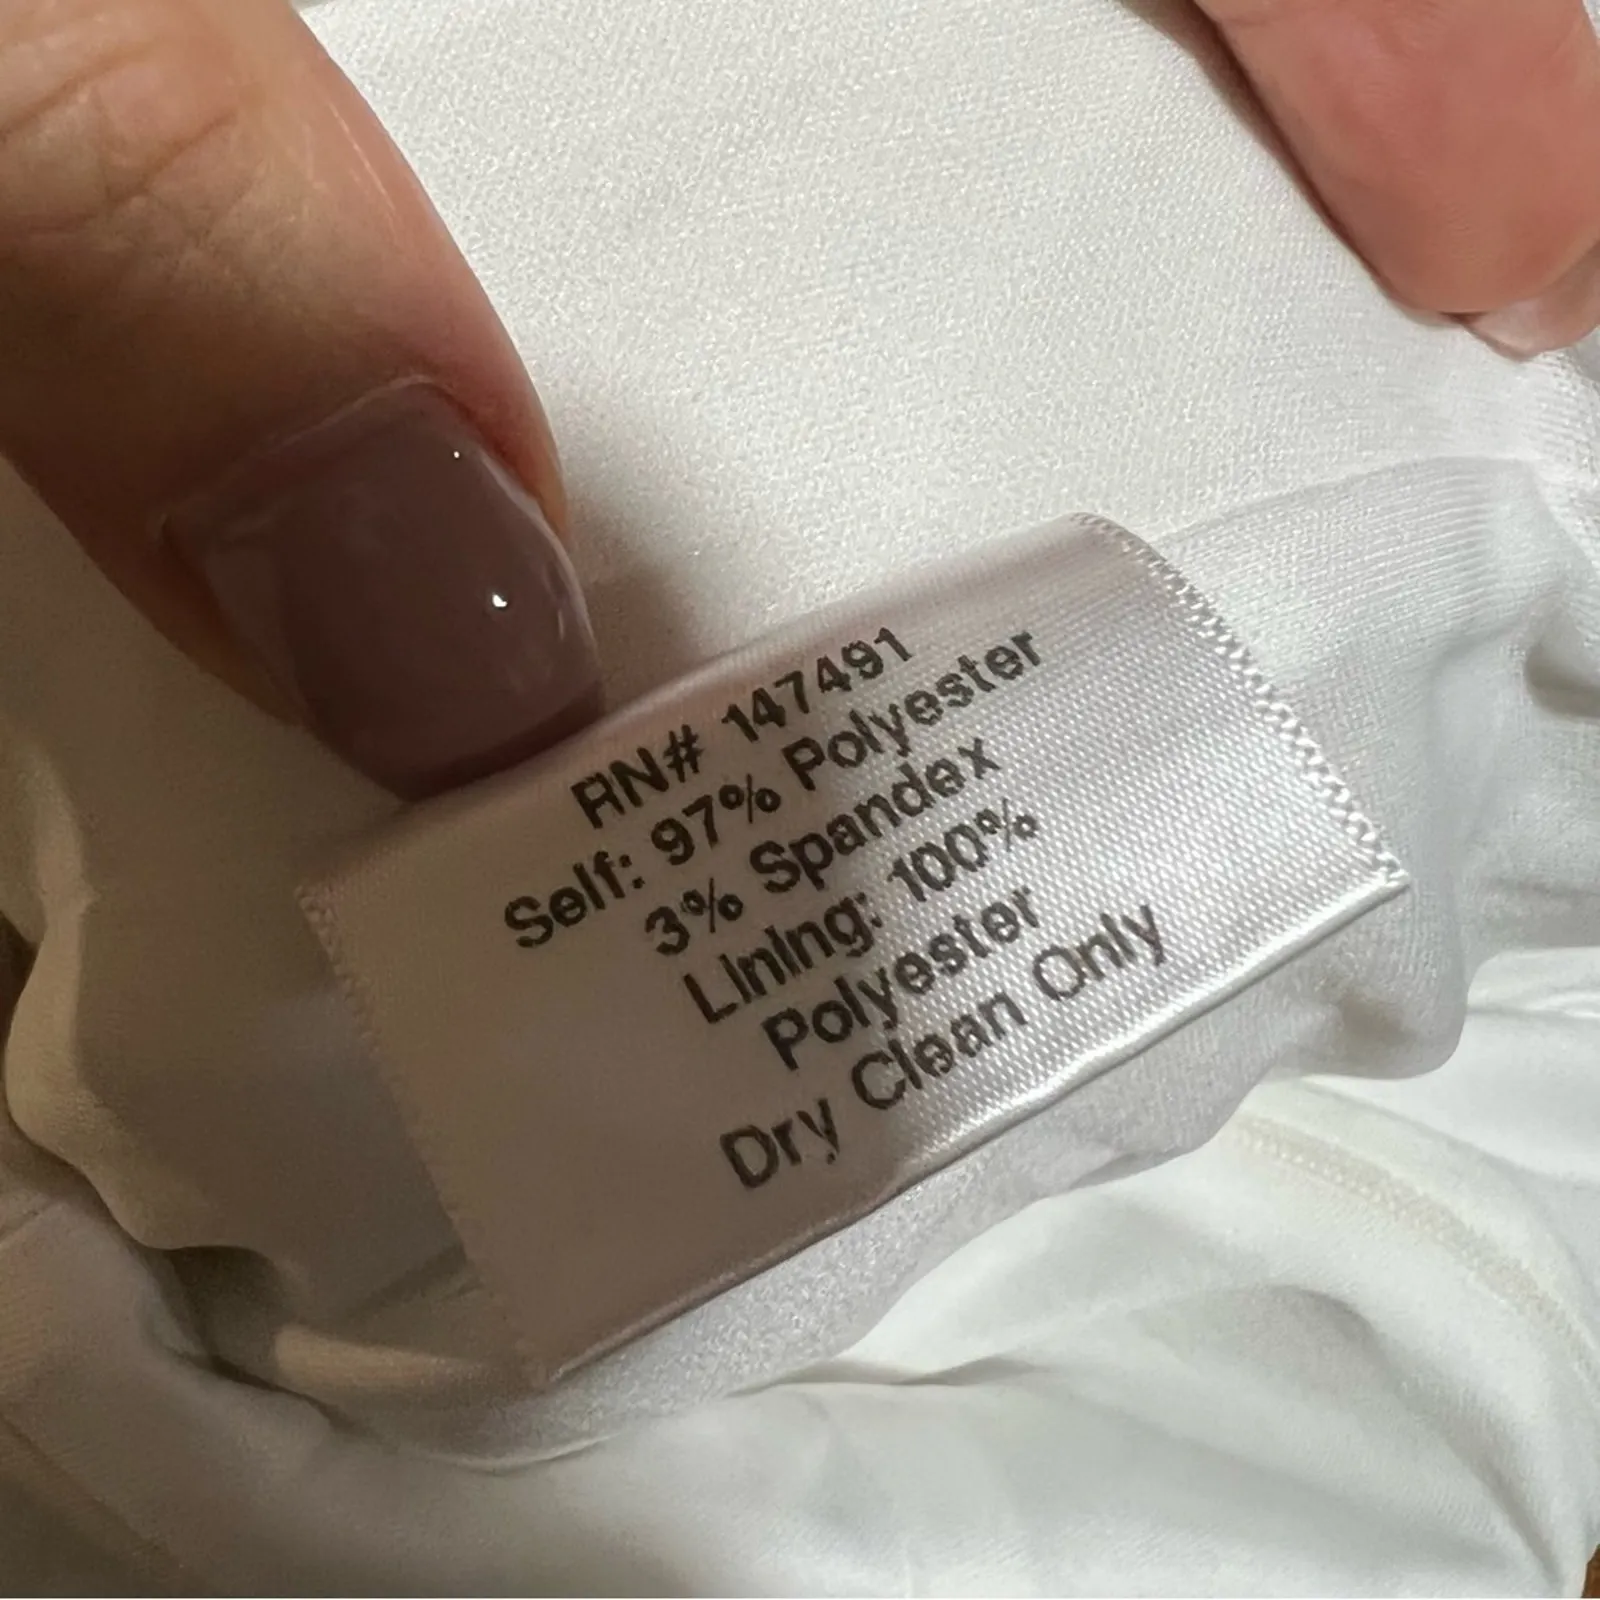 RN# 147491
Self: 97% Polyester
3% Spandex
Lining: 100%
Polyester
Dry Clean Only